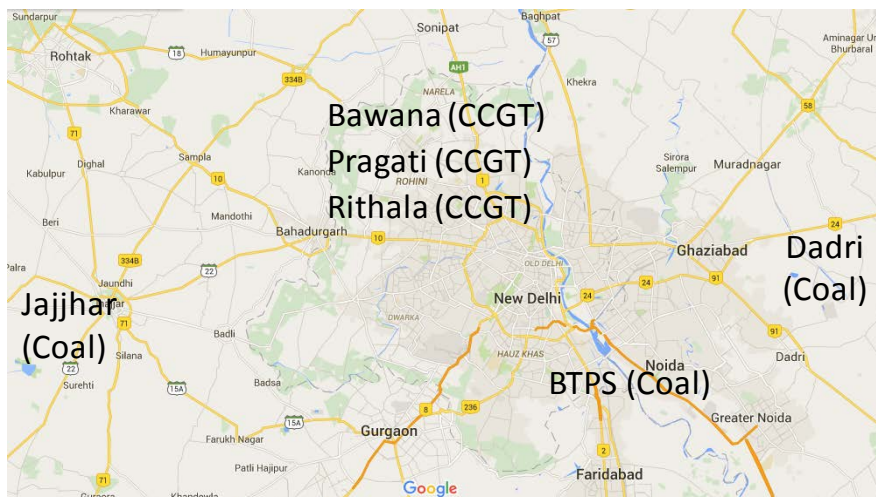 Sundarpur
Rohtak
18
Humayunpur
Sonipat
Baghpat
57
Aminagar
Bhurbaral
AH1
334B
NARELA
Khekra
58
Kharawar
Bawana (CCGT)
71
Sampla
Pragati (CCGT)
Sirora
Salempur
Muradnagar
Dighal
Kabulpur
10
Kanonda
ROHINI
1
Rithala (CCGT)
Mandothi
Beri
Bahadurgarh
10
24
Ghaziabad
Dadri
(Coal)
334B
22
OLD DELHI
24
91
Palra
Jaundhi
Jajjhar
(Coal)
New Delhi
24
DWARKA
71
Badli
91
Silana
HAUZ KHAS
Noida
Dadri
22
Surehti
15A
Badsa
BTPS (Coal)
8
236
Greater Noida
15A
Gurgaon
Farukh Nagar
2
Patli Hajipur
71
Faridabad
Google